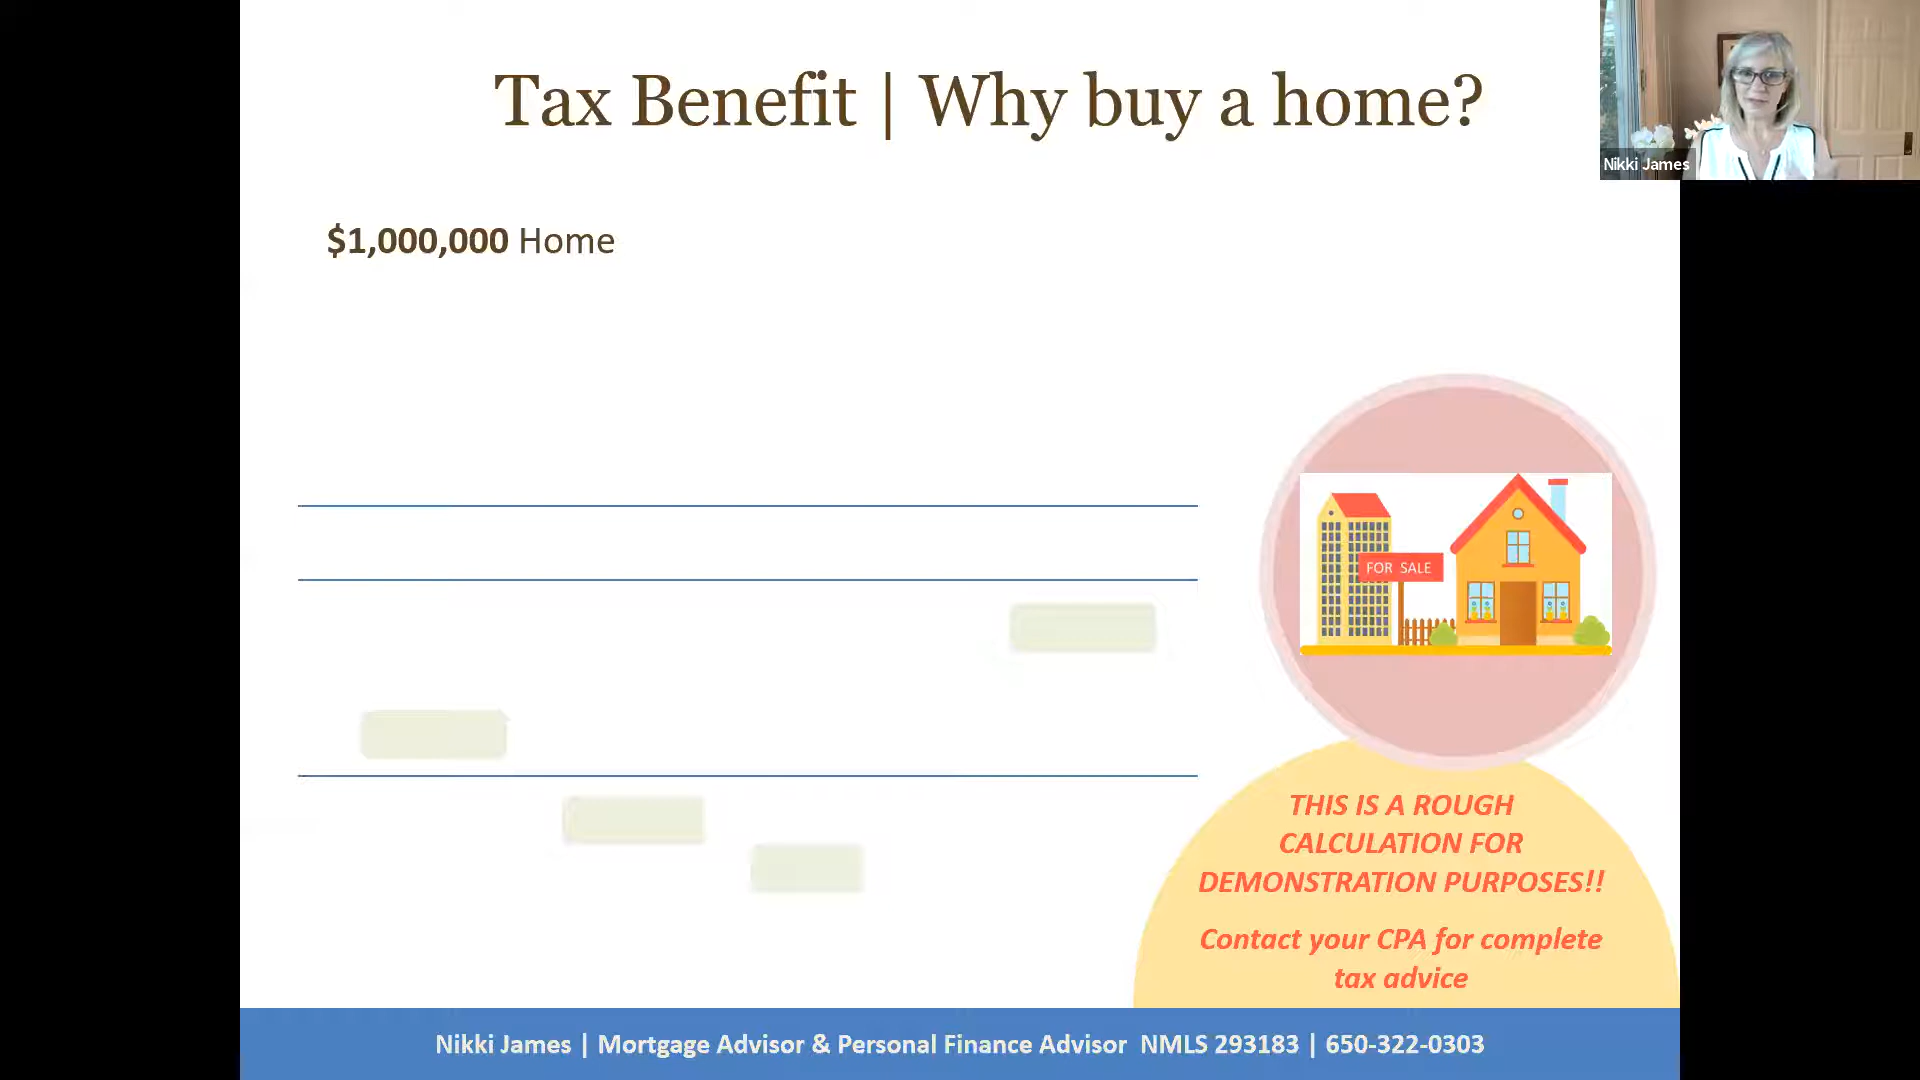 Tax Benefit | Why buy a home?
Nikki James
$1,000,000 Home
FOR SALE
THIS IS A ROUGH
CALCULATION FOR
DEMONSTRATION PURPOSES!!
Contact your CPA for complete
tax advice
Nikki James | Mortgage Advisor & Personal Finance Advisor NMLS 293183 | 650-322-0303